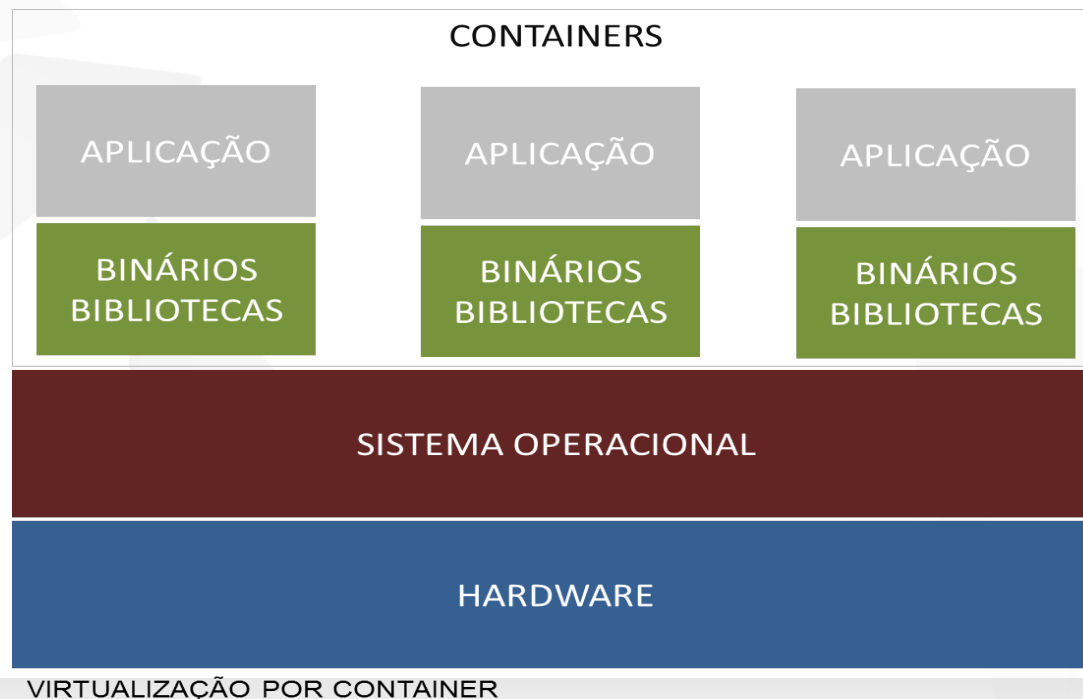 CONTAINERS
APLICAÇÃO
APLICAÇÃO
APLICAÇÃO
BINÁRIOS
BIBLIOTECAS
BINÁRIOS
BIBLIOTECAS
BINÁRIOS
BIBLIOTECAS
SISTEMA OPERACIONAL
HARDWARE
VIRTUALIZAÇÃO POR CONTAINER